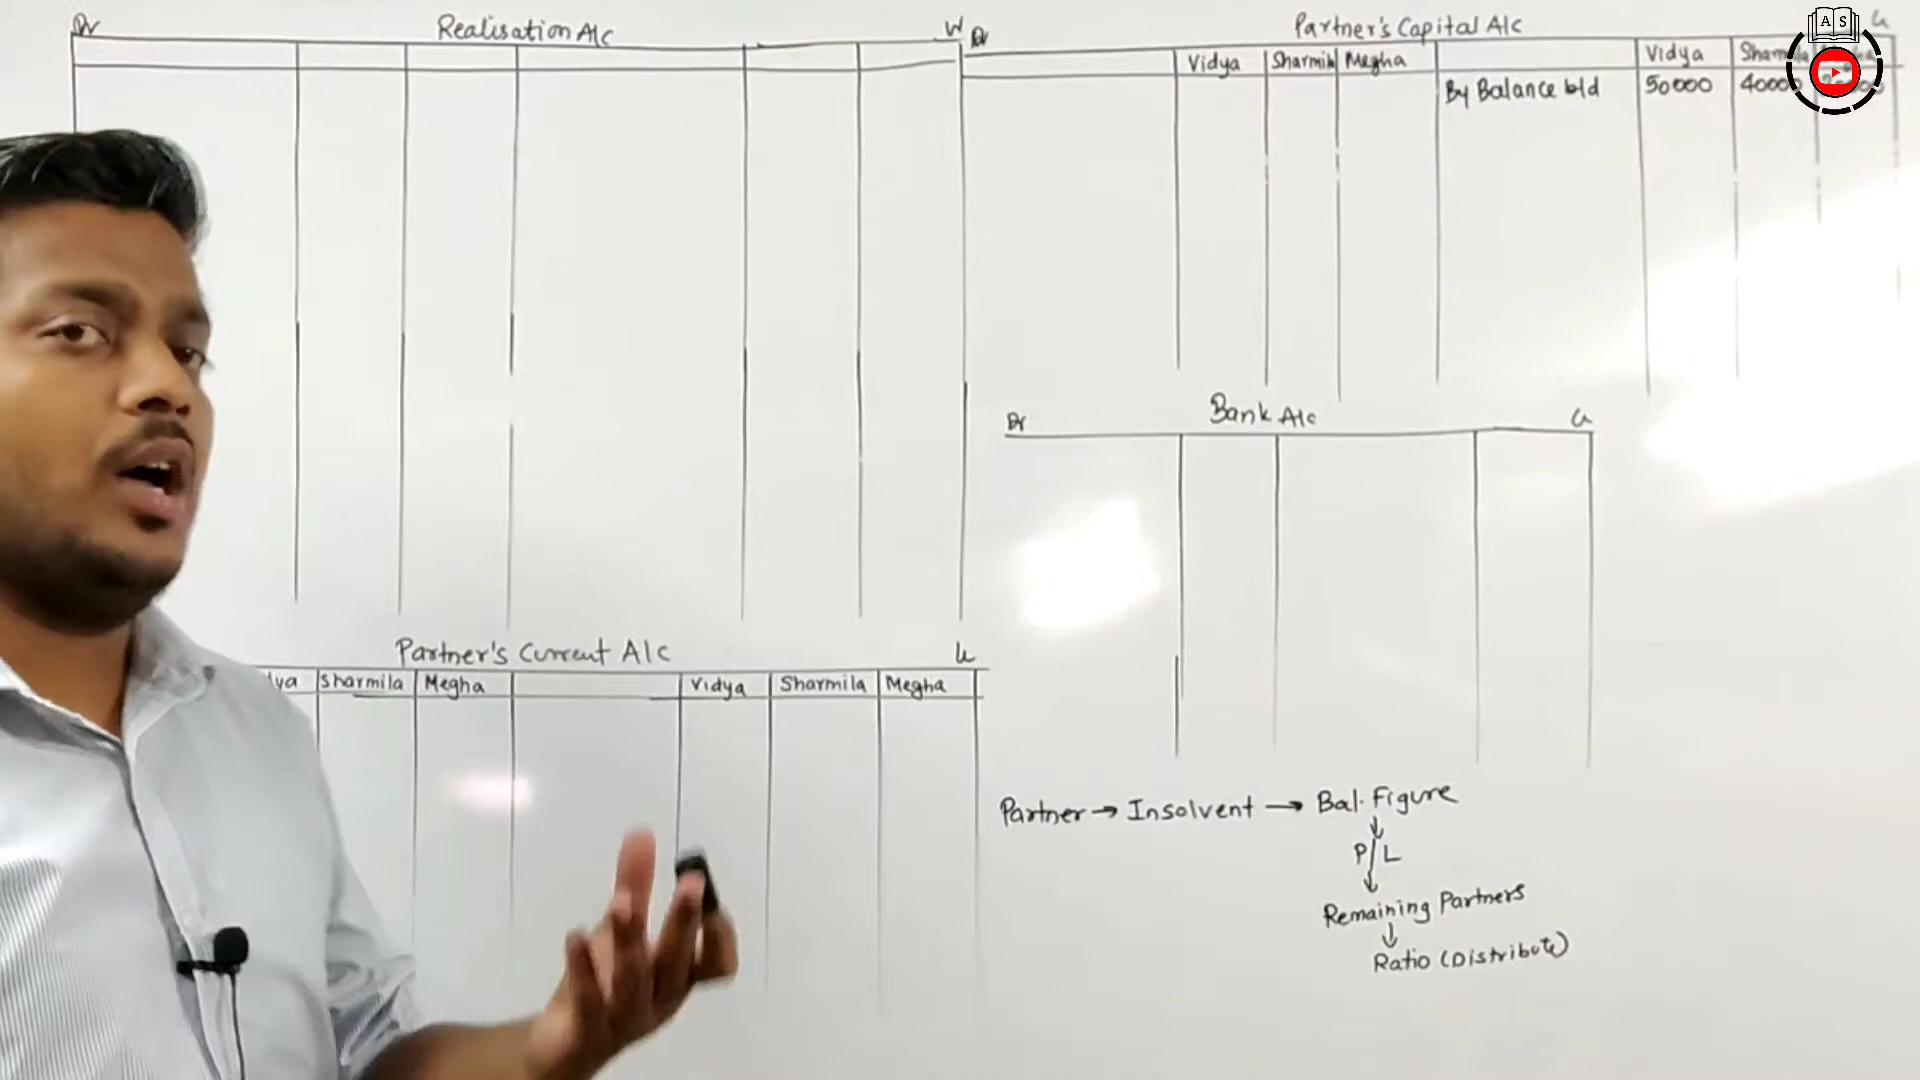 Dr Realisation A/c
Dr Partner's Capital A/c Cr
Vidya Sharmila Megha Vidya
By Balance b/d 50000 40000
Dr Bank A/c Cr
Partner's Current A/c Cr
Sharmila Megha Vidya Sharmila Megha
Partner → Insolvent → Bal. Figure
↓
P/L
↓
Remaining Partners
↓
Ratio (Distribute)
A S